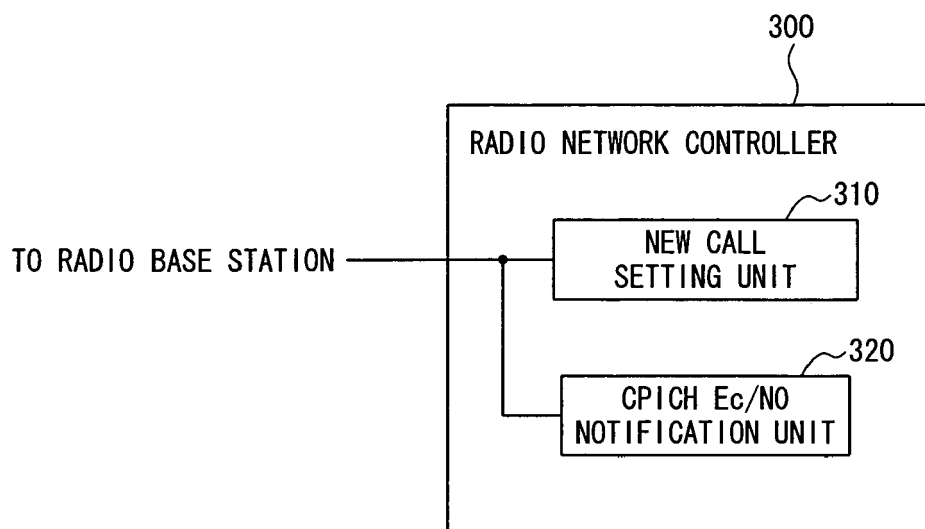 300
RADIO NETWORK CONTROLLER
310
NEW CALL
SETTING UNIT
TO RADIO BASE STATION
320
CPICH Ec/NO
NOTIFICATION UNIT